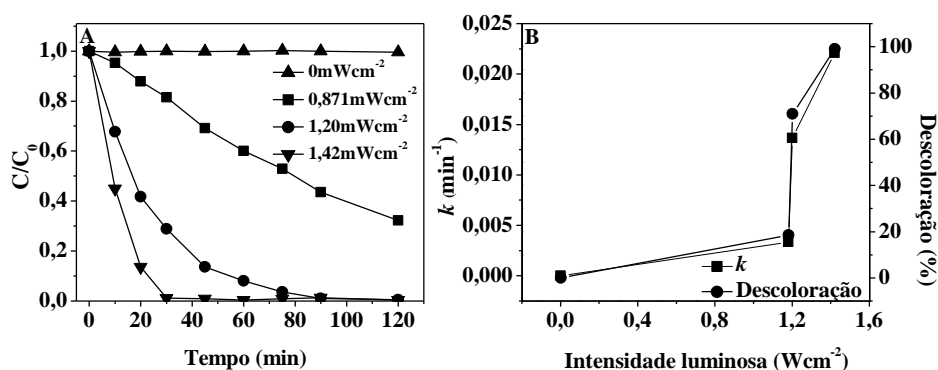 A
1,0
0,8
0,6
0,4
0,2
0,0
C/C0
0mWcm-2
0,871mWcm-2
1,20mWcm-2
1,42mWcm-2
0 20 40 60 80 100 120
Tempo (min)
B
0,025
0,020
0,015
0,010
0,005
0,000
k (min-1)
100
80
60
40
20
0
Descoloração (%)
k
Descoloração
0,0 0,4 0,8 1,2 1,6
Intensidade luminosa (Wcm-2)